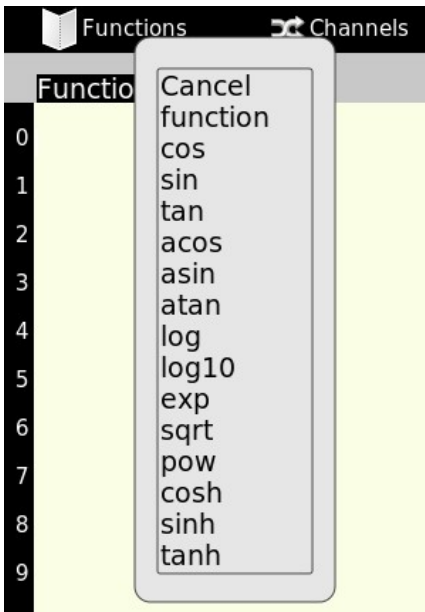 Functions Channels
Functio
Cancel
function
cos
sin
tan
acos
asin
atan
log
log10
exp
sqrt
pow
cosh
sinh
tanh
0
1
2
3
4
5
6
7
8
9